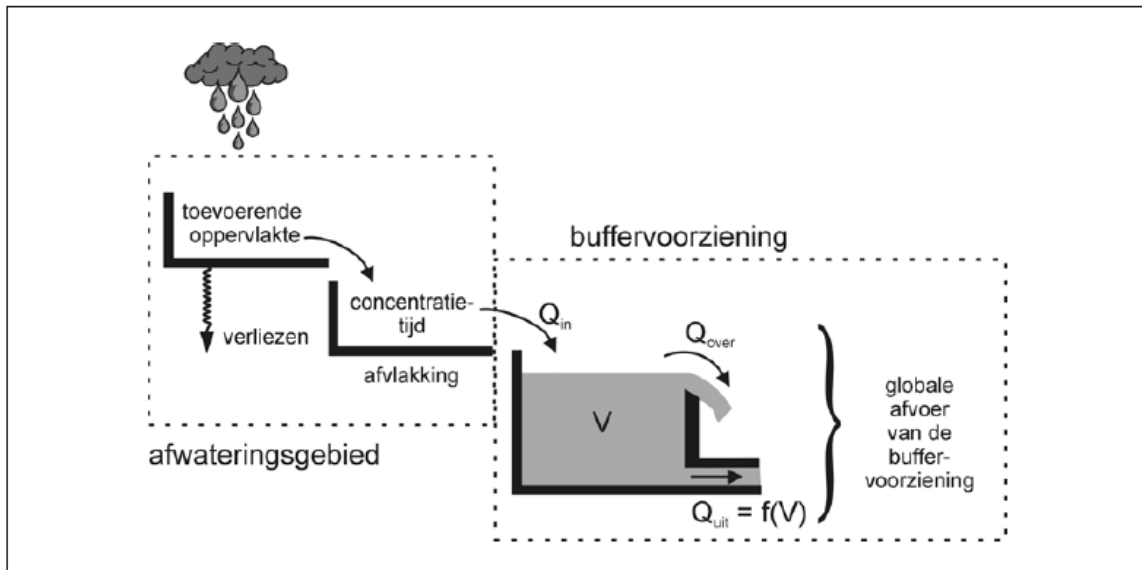 toevoerende
oppervlakte
verliezen
concentratie-
tijd
afvlakking
afwateringsgebied
buffervoorziening
Qin
Qover
V
Quit = f(V)
globale
afvoer
van de
buffer-
voorziening